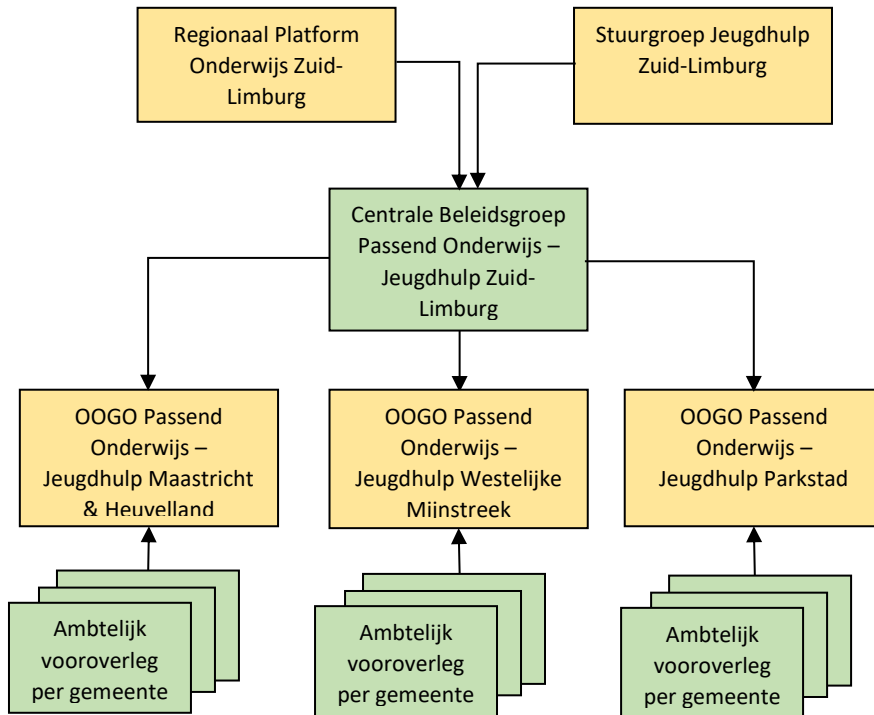 Regionaal Platform
Onderwijs Zuid-
Limburg
Stuurgroep Jeugdhulp
Zuid-Limburg
Centrale Beleidsgroep
Passend Onderwijs –
Jeugdhulp Zuid-
Limburg
OOGO Passend
Onderwijs –
Jeugdhulp Maastricht
& Heuvelland
OOGO Passend
Onderwijs –
Jeugdhulp Westelijke
Mijnstreek
OOGO Passend
Onderwijs –
Jeugdhulp Parkstad
Ambtelijk
vooroverleg
per gemeente
Ambtelijk
vooroverleg
per gemeente
Ambtelijk
vooroverleg
per gemeente